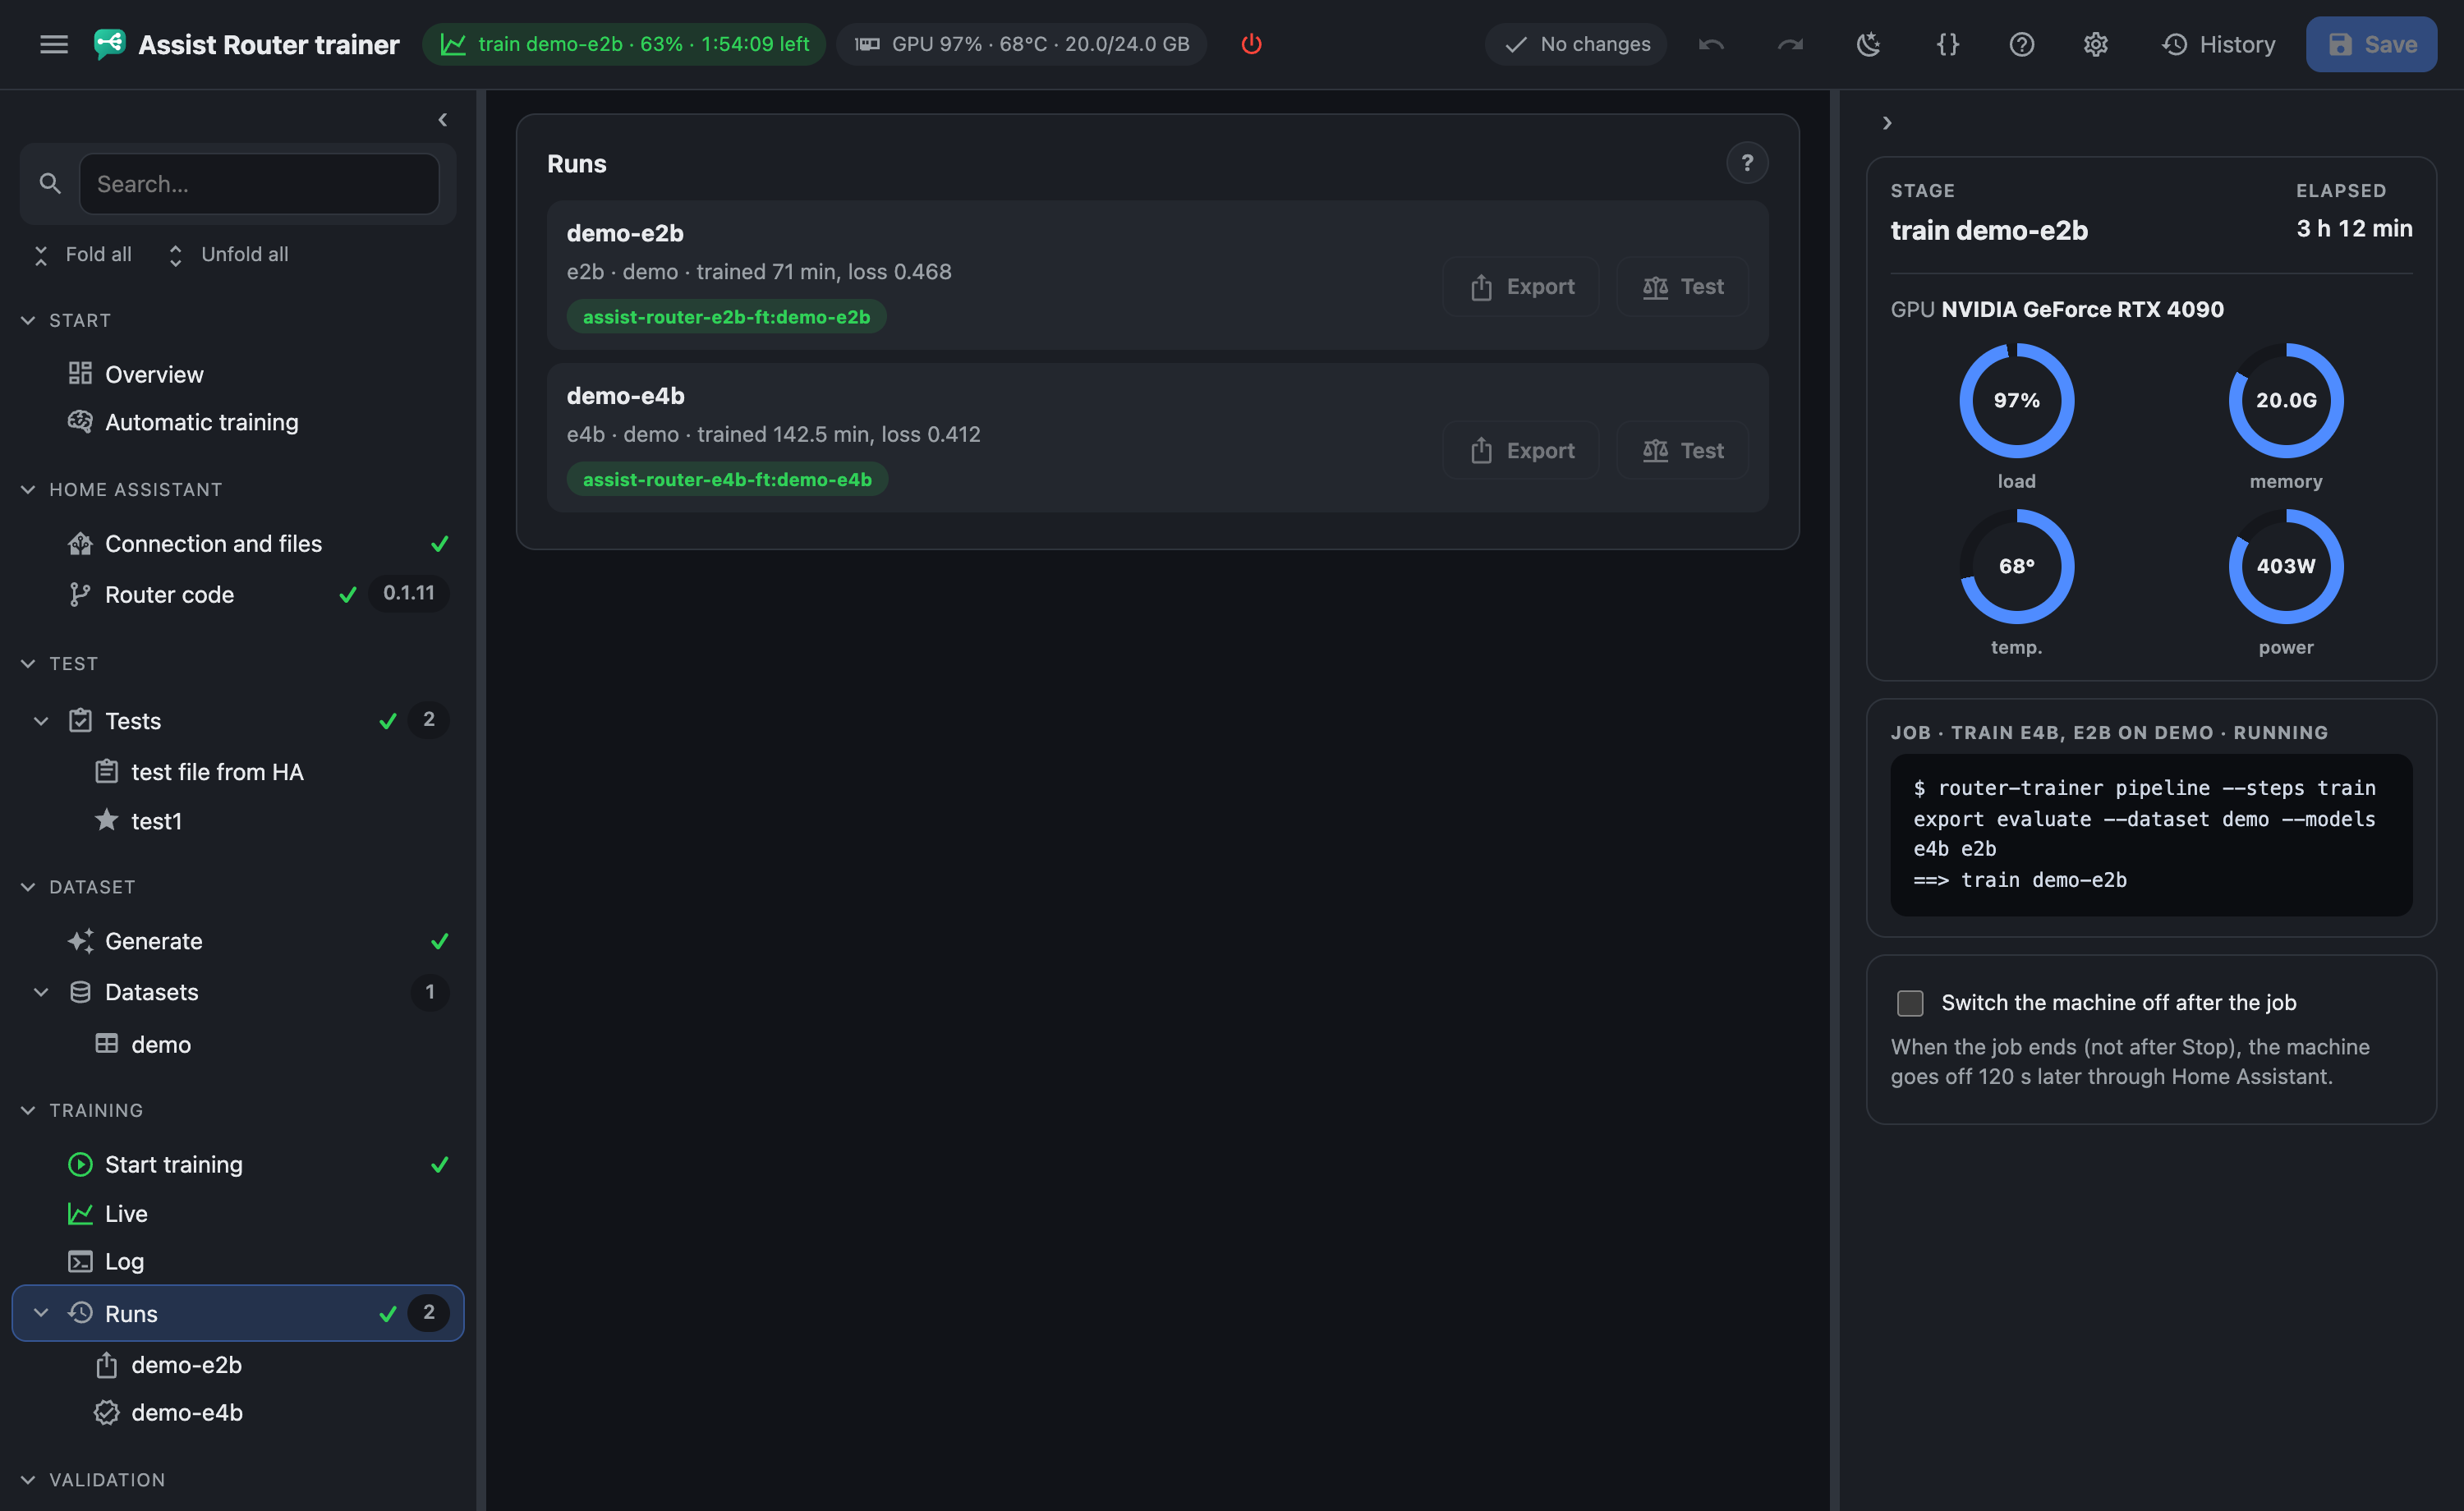 Assist Router trainer
train demo-e2b · 63% · 1:54:09 left
GPU 97% · 68°C · 20.0/24.0 GB
No changes
{}
History
Save
Search...
Fold all
Unfold all
START
Overview
Automatic training
HOME ASSISTANT
Connection and files
Router code
0.1.11
TEST
Tests
2
test file from HA
test1
DATASET
Generate
Datasets
1
demo
TRAINING
Start training
Live
Log
Runs
2
demo-e2b
demo-e4b
VALIDATION
Runs
?
demo-e2b
e2b · demo · trained 71 min, loss 0.468
assist-router-e2b-ft:demo-e2b
Export
Test
demo-e4b
e4b · demo · trained 142.5 min, loss 0.412
assist-router-e4b-ft:demo-e4b
Export
Test
STAGE
ELAPSED
train demo-e2b
3 h 12 min
GPU NVIDIA GeForce RTX 4090
97%
load
20.0G
memory
68°
temp.
403W
power
JOB · TRAIN E4B, E2B ON DEMO · RUNNING
$ router-trainer pipeline --steps train
export evaluate --dataset demo --models
e4b e2b
==> train demo-e2b
Switch the machine off after the job
When the job ends (not after Stop), the machine
goes off 120 s later through Home Assistant.